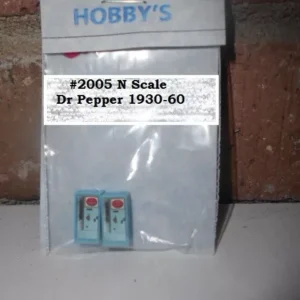 HOBBY'S
#2005 N Scale
Dr Pepper 1930-60